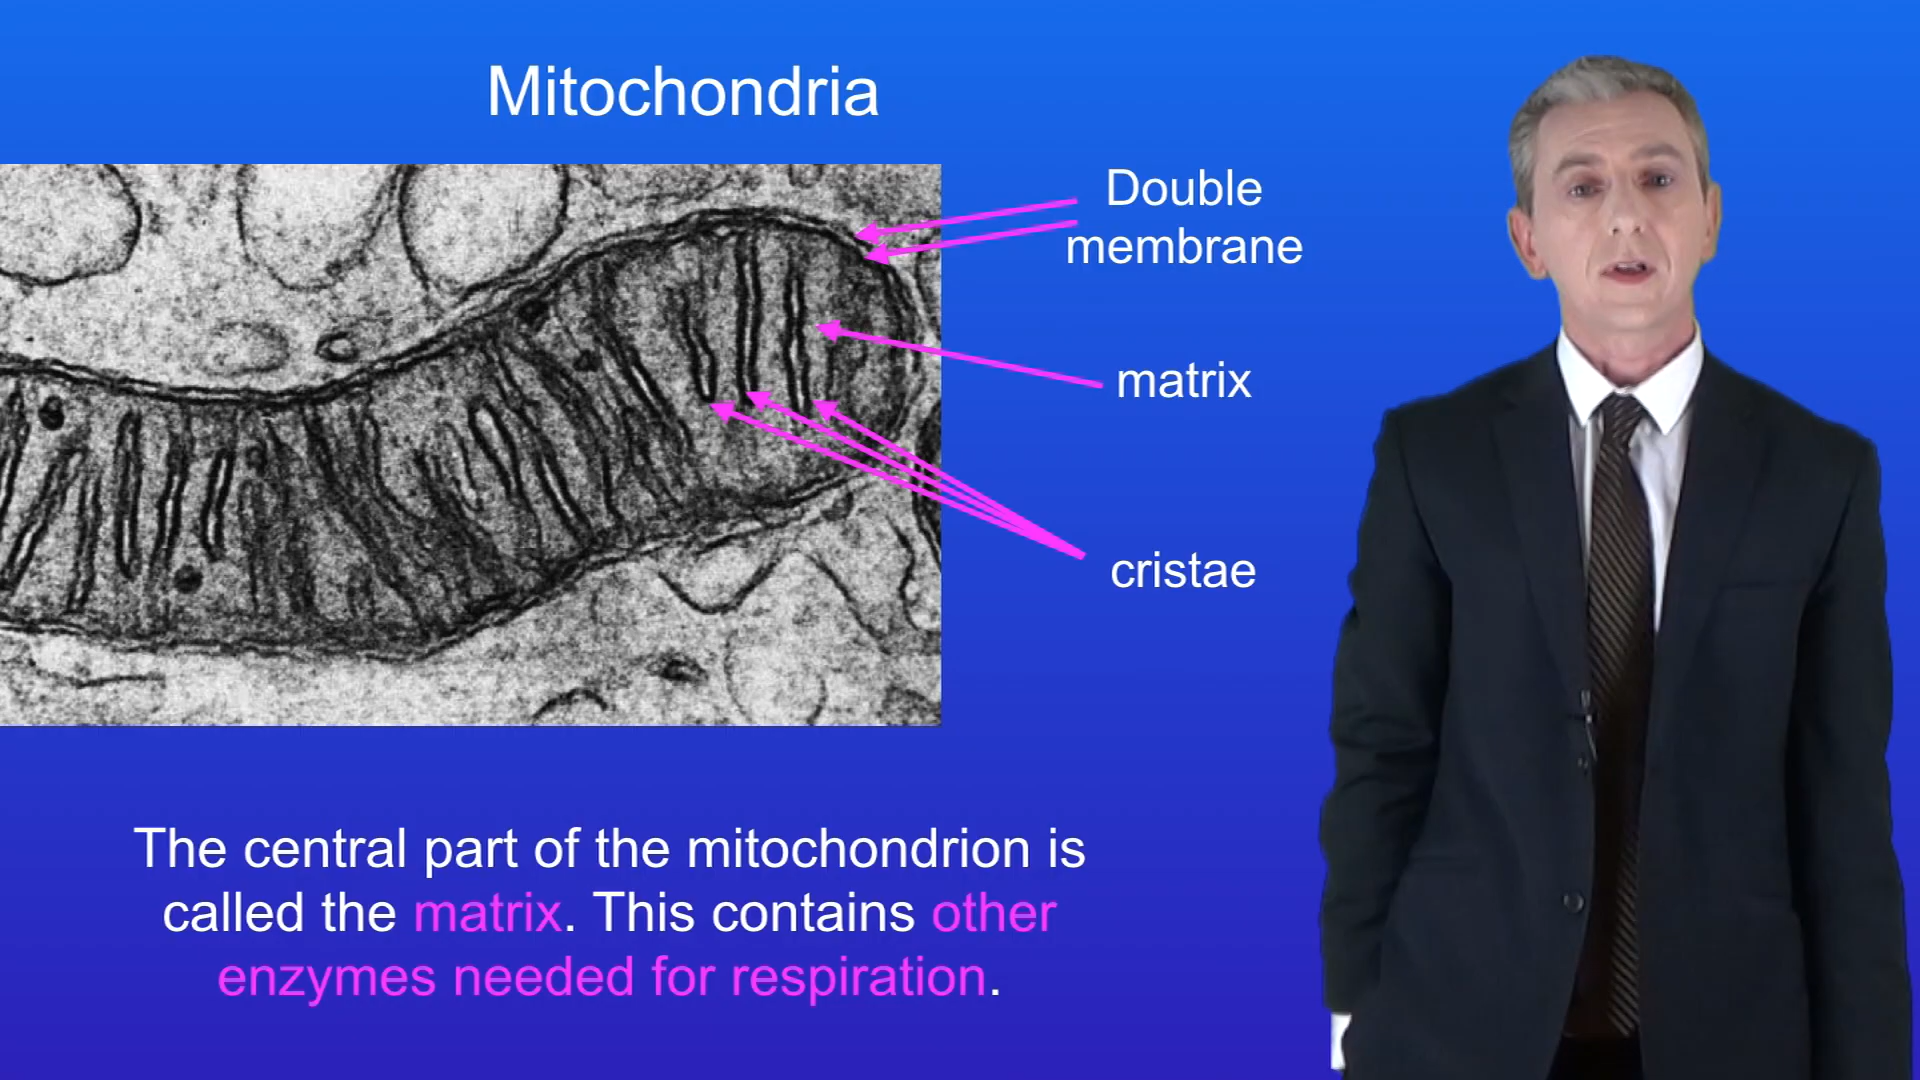 Mitochondria
Double
membrane
matrix
cristae
The central part of the mitochondrion is
called the matrix. This contains other
enzymes needed for respiration.